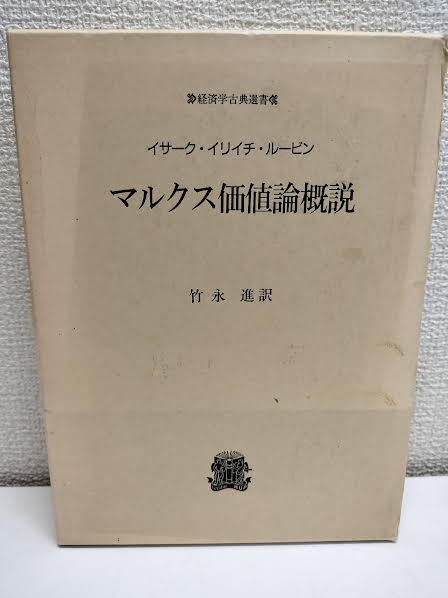 経済学古典選書
イサーク・イリイチ・ルービン
マルクス価値論概説
竹永 進訳